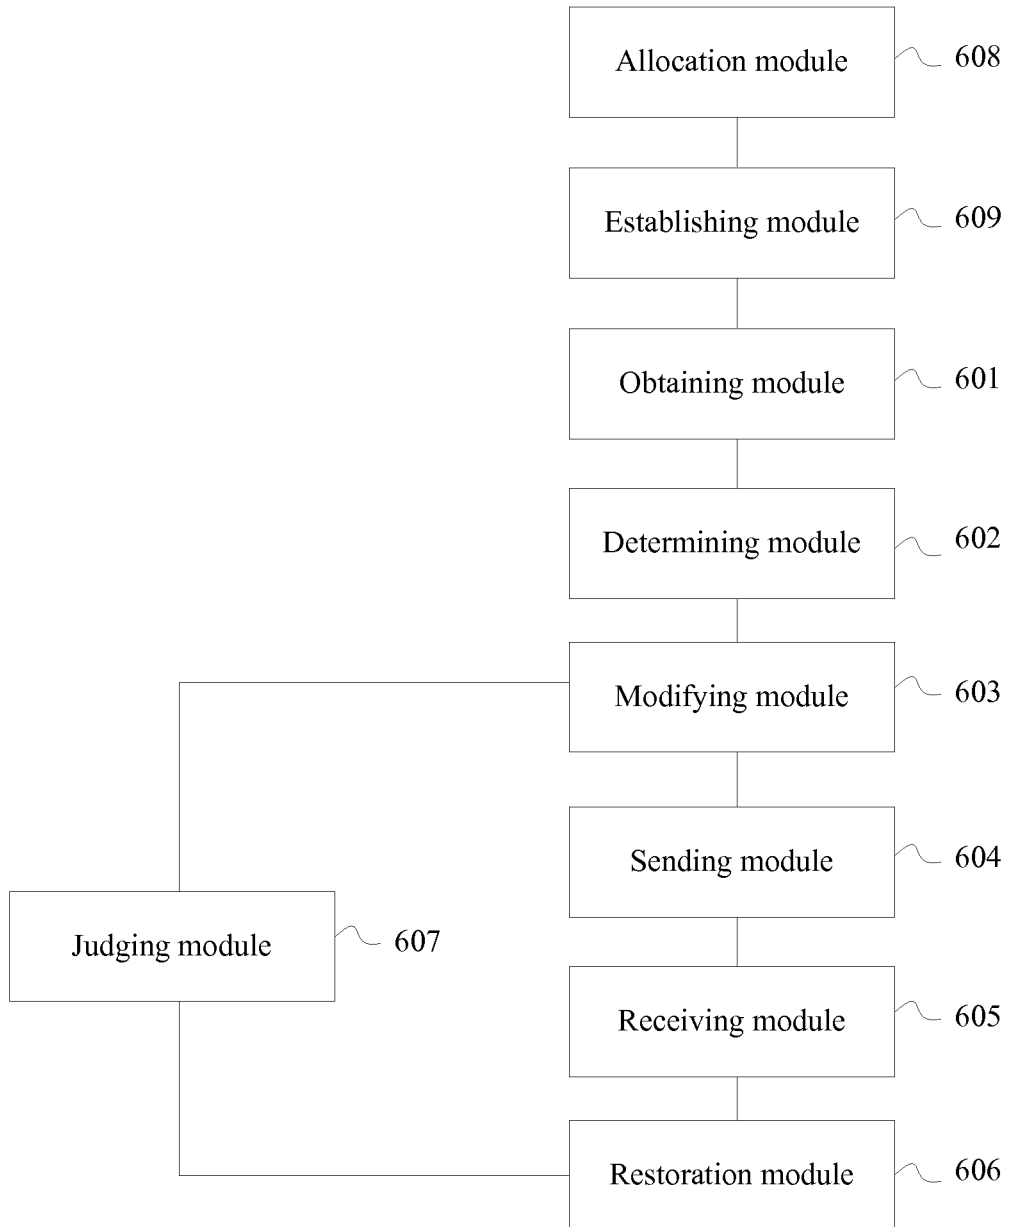 Allocation module
608
Establishing module
609
Obtaining module
601
Determining module
602
Modifying module
603
Sending module
604
Judging module
607
Receiving module
605
Restoration module
606